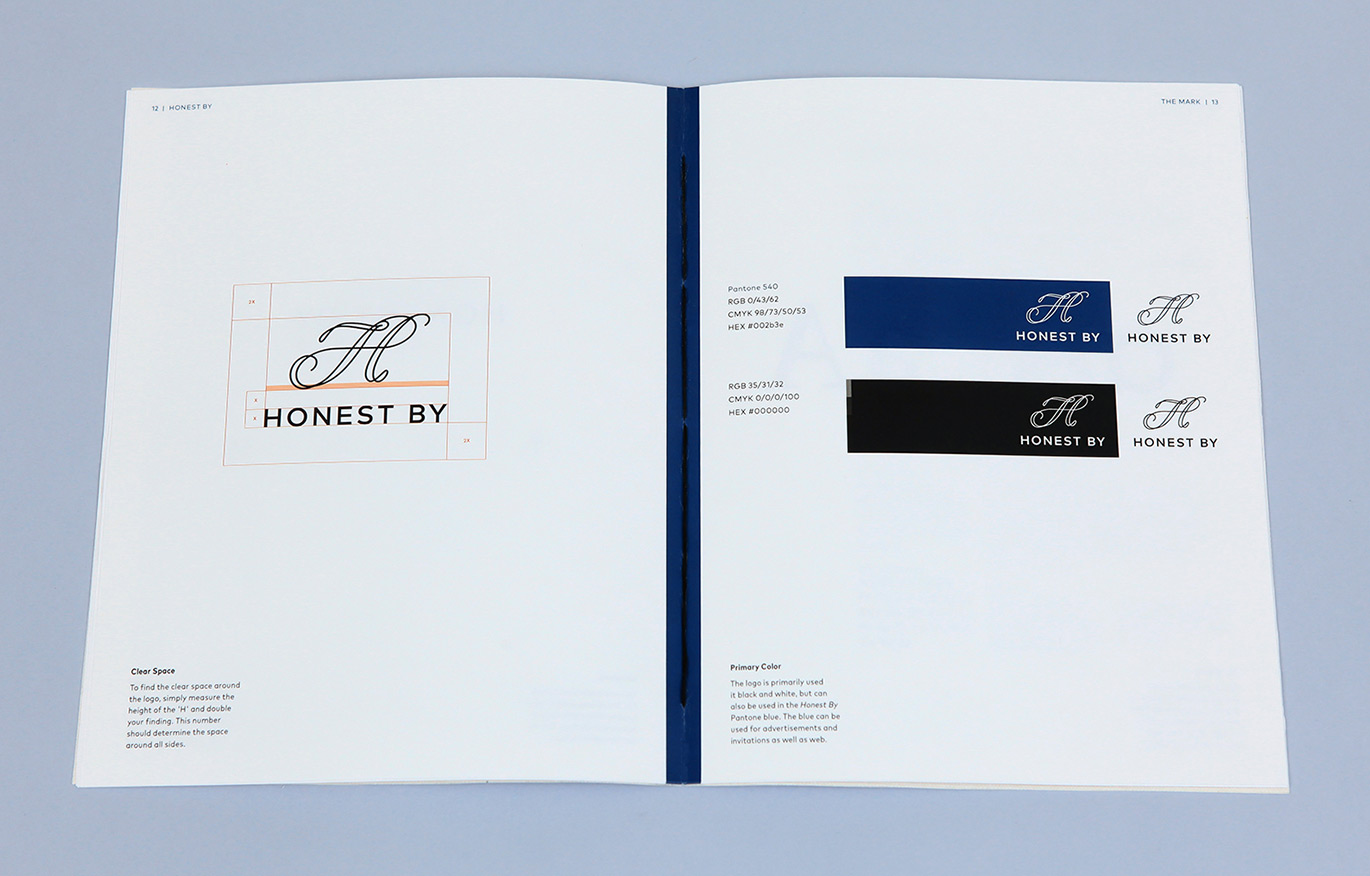 12 | HONEST BY
2X
H
X
X
HONEST BY
2X
Clear Space
To find the clear space around
the logo, simply measure the
height of the 'H' and double
your finding. This number
should determine the space
around all sides.
THE MARK | 13
Pantone 540
RGB 0/43/62
CMYK 98/73/50/53
HEX #002b3e
H
HONEST BY
H
HONEST BY
RGB 35/31/32
CMYK 0/0/0/100
HEX #000000
H
HONEST BY
H
HONEST BY
Primary Color
The logo is primarily used
it black and white, but can
also be used in the Honest By
Pantone blue. The blue can be
used for advertisements and
invitations as well as web.